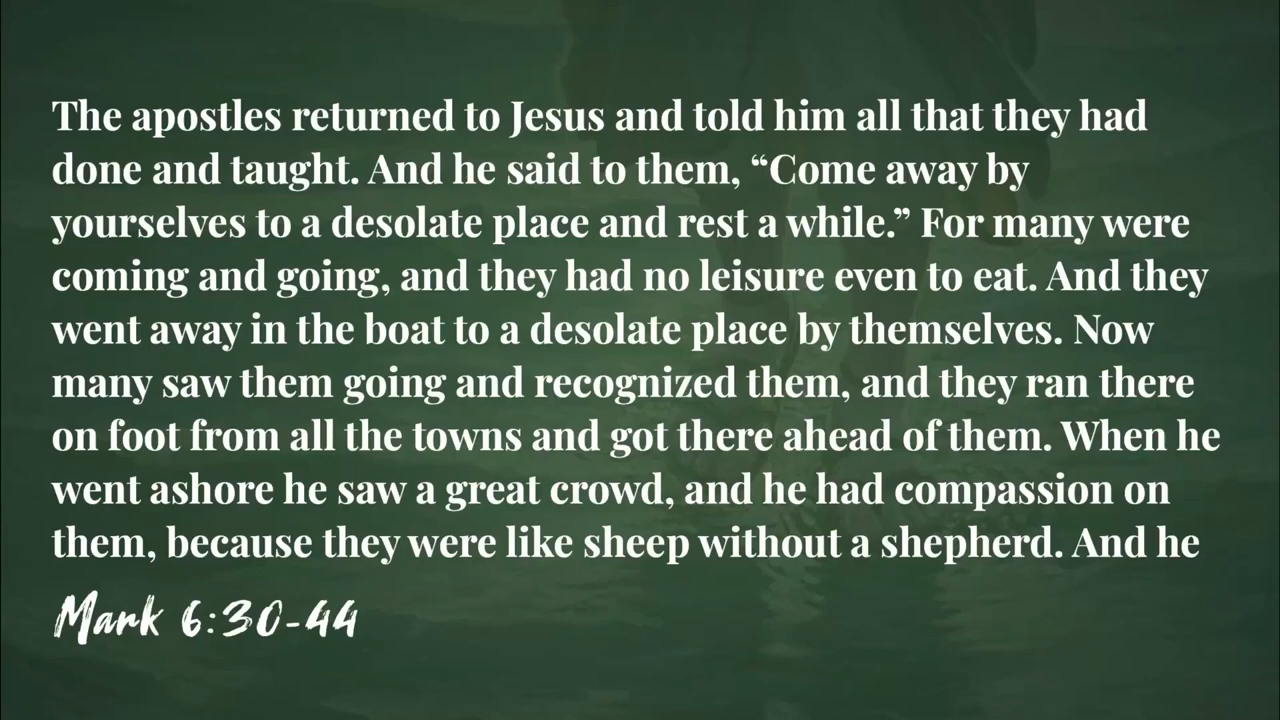 The apostles returned to Jesus and told him all that they had
done and taught. And he said to them, “Come away by
yourselves to a desolate place and rest a while.” For many were
coming and going, and they had no leisure even to eat. And they
went away in the boat to a desolate place by themselves. Now
many saw them going and recognized them, and they ran there
on foot from all the towns and got there ahead of them. When he
went ashore he saw a great crowd, and he had compassion on
them, because they were like sheep without a shepherd. And he
Mark 6:30-44